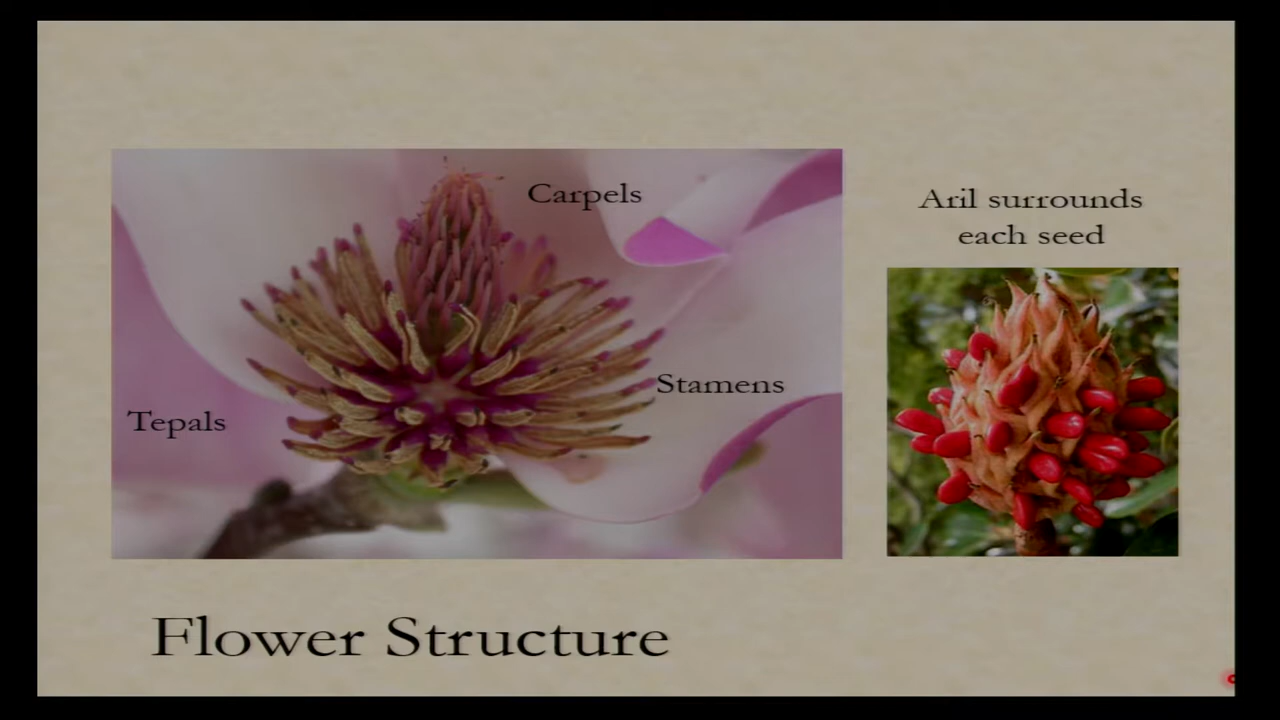 Carpels
Stamens
Tepals
Aril surrounds
each seed
Flower Structure